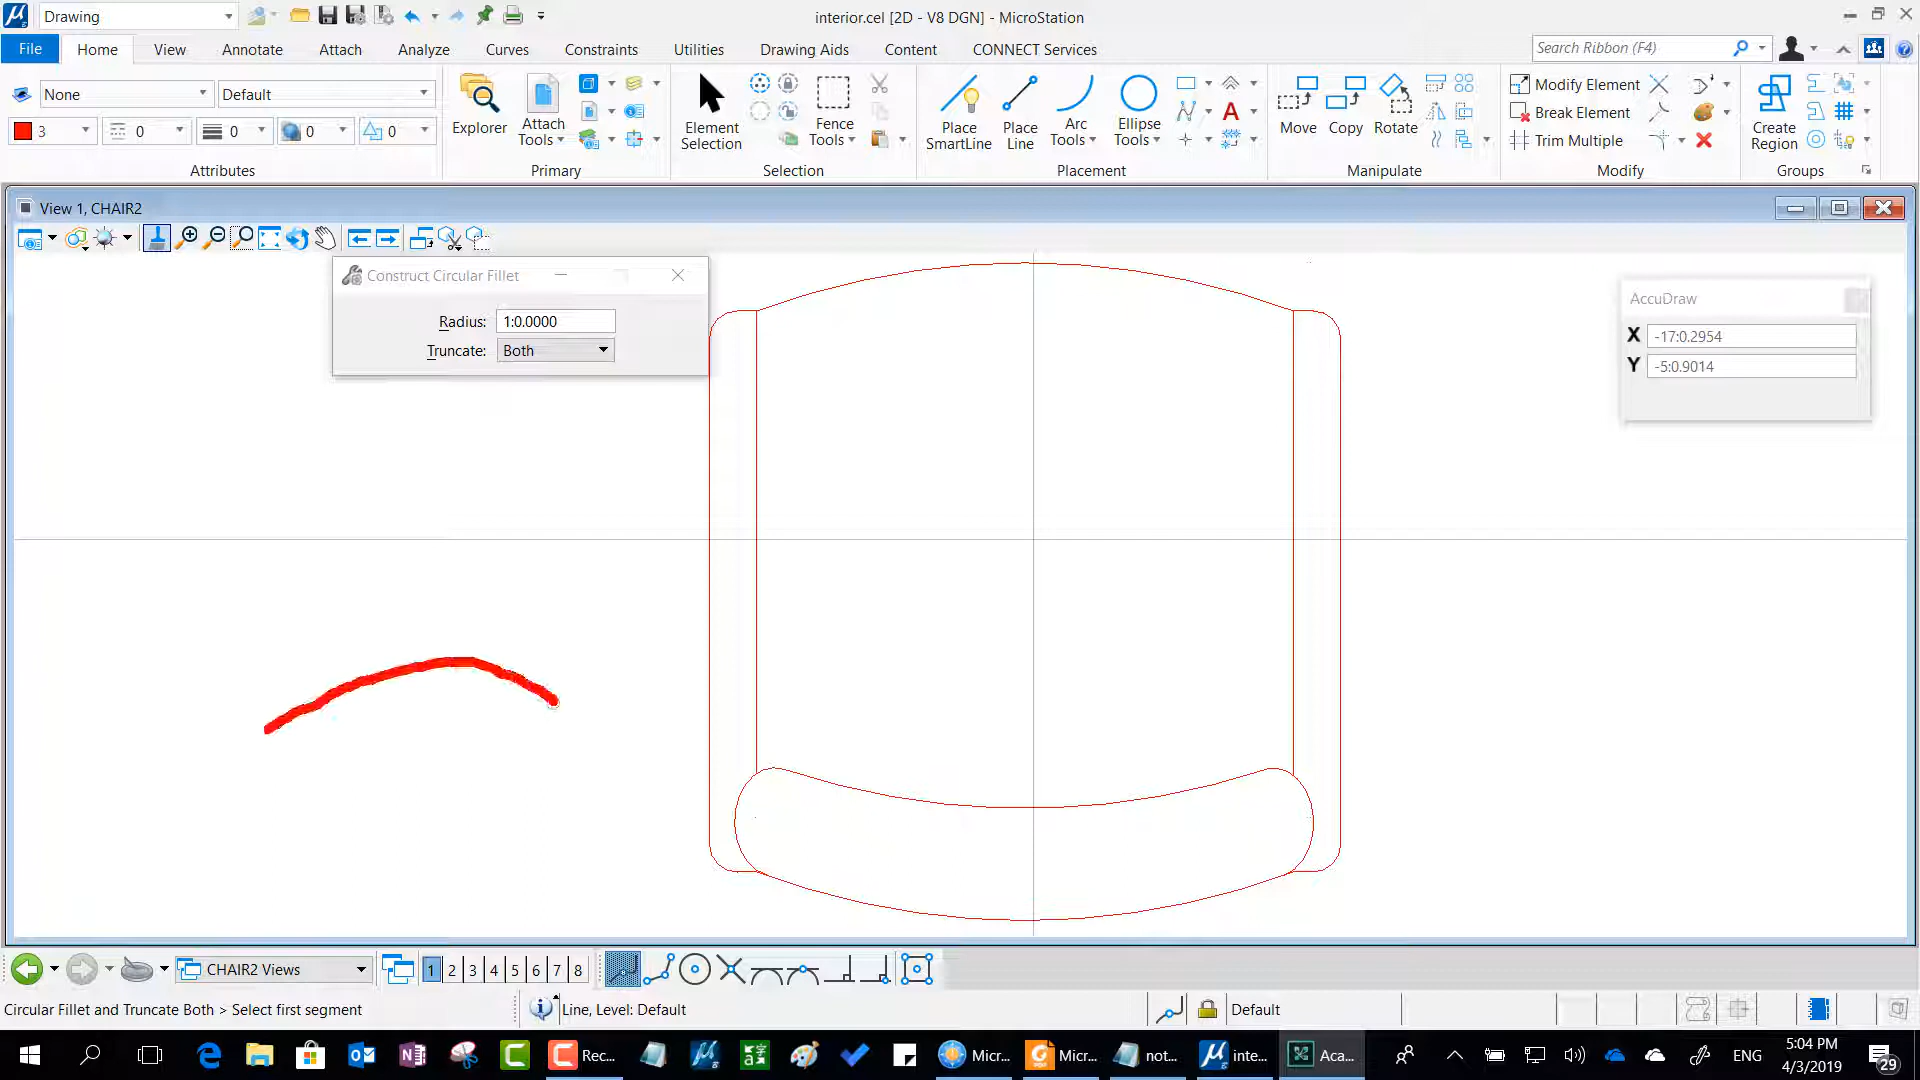 Drawing
interior.cel [2D - V8 DGN] - MicroStation
File Home View Annotate Attach Analyze Curves Constraints Utilities Drawing Aids Content CONNECT Services
Search Ribbon (F4)
None
Default
3
0
0
0
0
Attributes
Explorer
Attach
Tools
Primary
Element
Selection
Fence
Tools
Selection
Place
SmartLine
Place
Line
Arc
Tools
Ellipse
Tools
Placement
Move
Copy
Rotate
Manipulate
Modify Element
Break Element
Trim Multiple
Modify
Create
Region
Groups
View 1, CHAIR2
Construct Circular Fillet
Radius: 1:0.0000
Truncate: Both
AccuDraw
X -17:0.2954
Y -5:0.9014
CHAIR2 Views
1 2 3 4 5 6 7 8
Circular Fillet and Truncate Both > Select first segment
Line, Level: Default
Default
Rec...
Micr...
Micr...
not...
inte...
Aca...
ENG
5:04 PM
4/3/2019
29